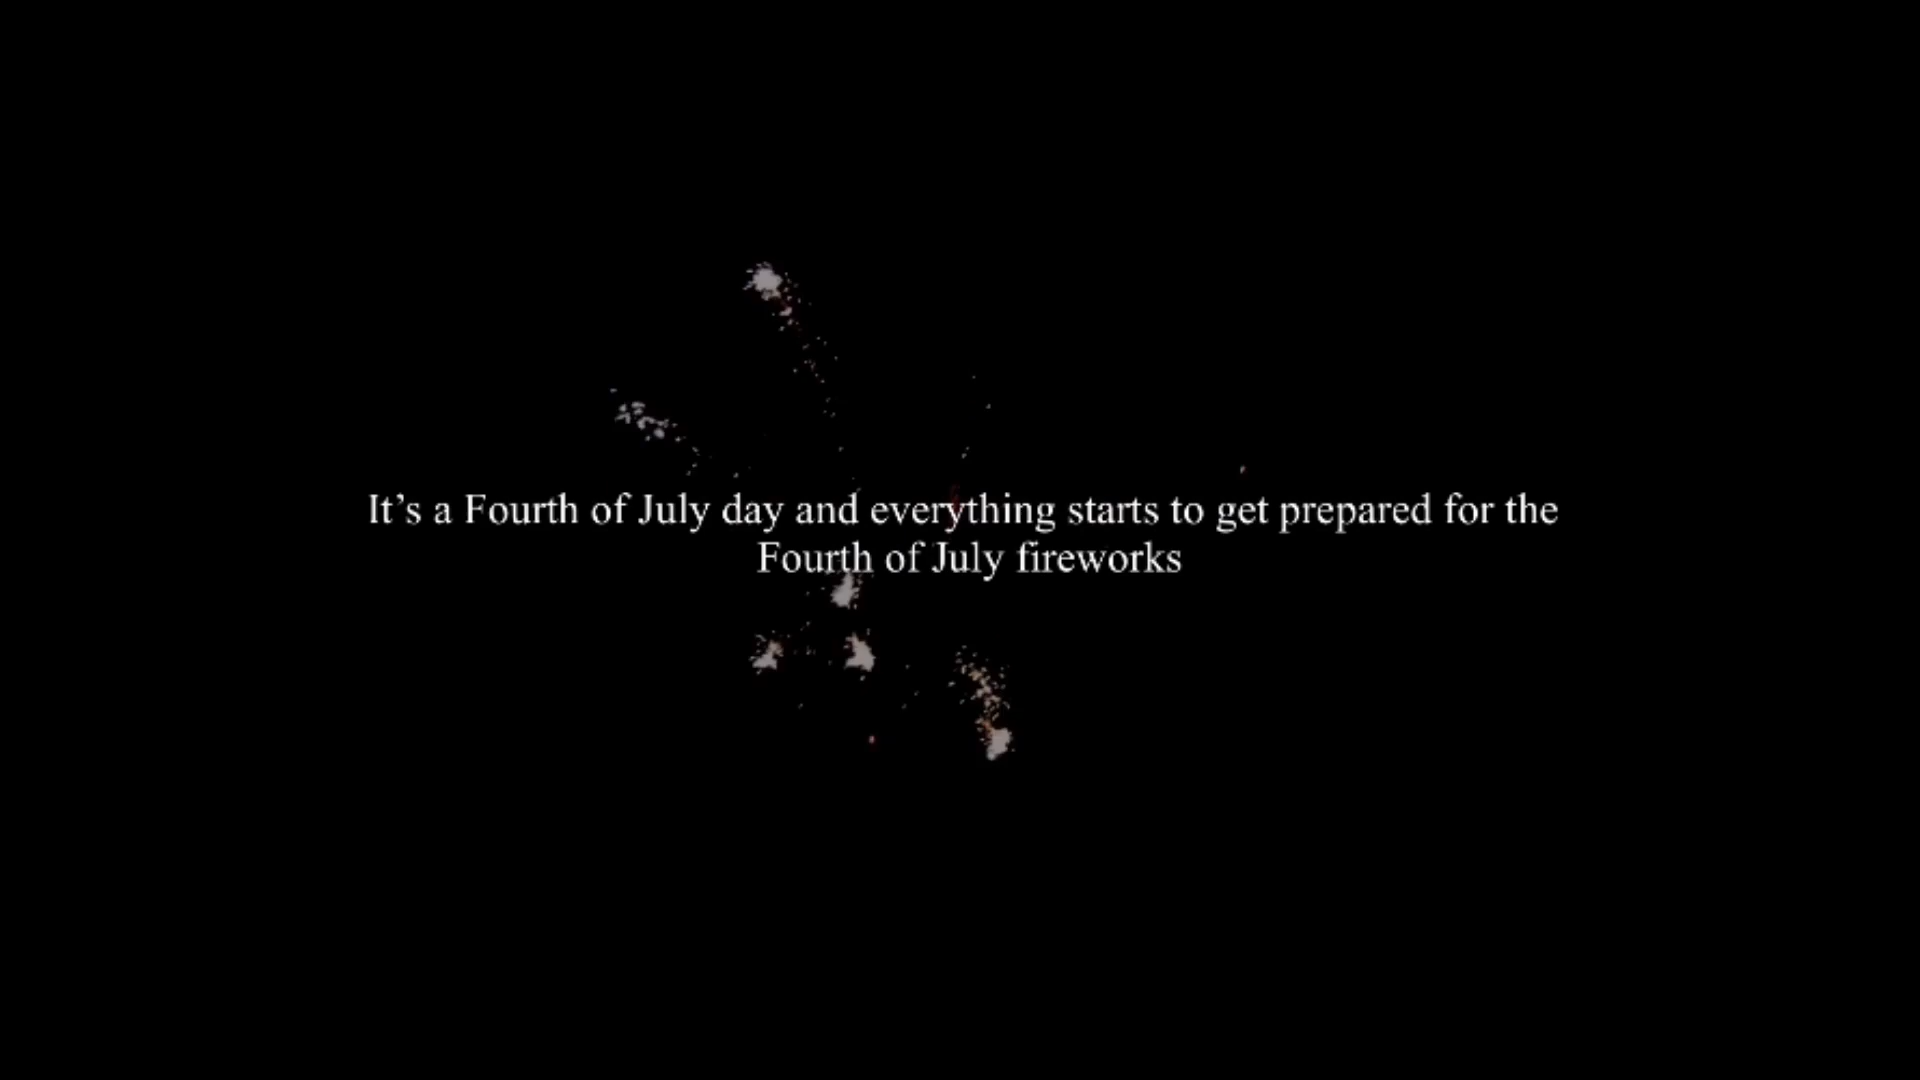 It’s a Fourth of July day and everything starts to get prepared for the
Fourth of July fireworks